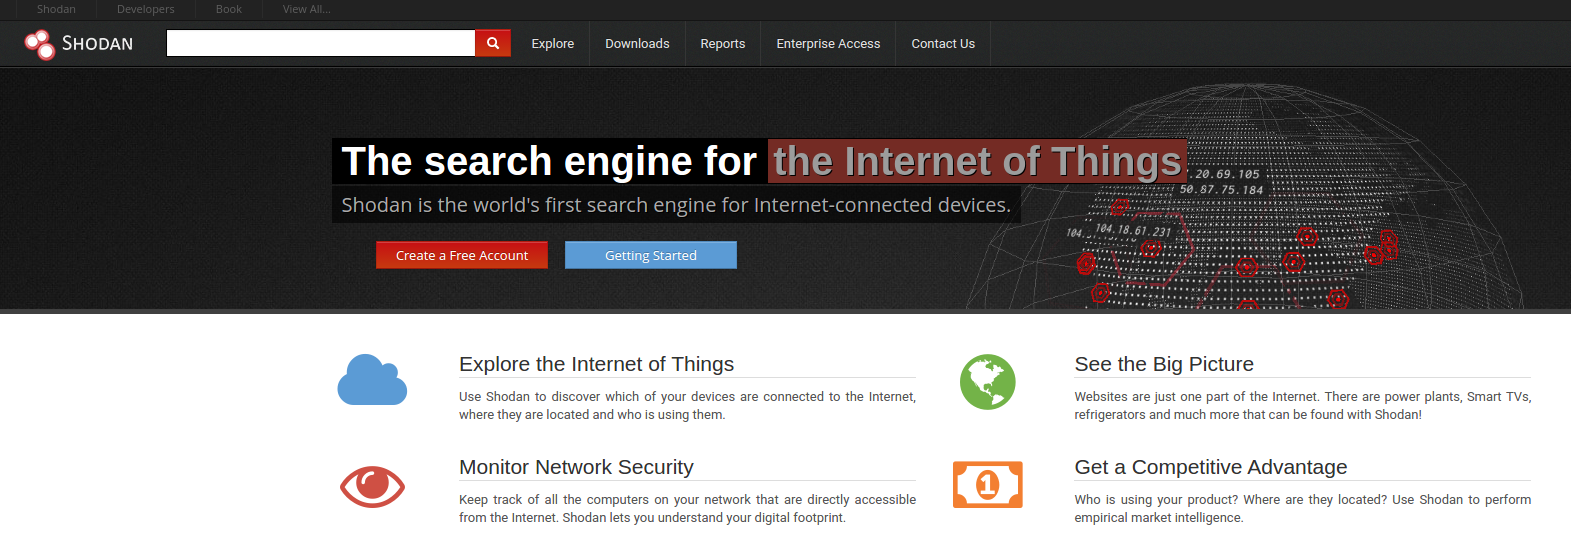 Shodan
Developers
Book
View All...
SHODAN
Explore
Downloads
Reports
Enterprise Access
Contact Us
The search engine for the Internet of Things
Shodan is the world's first search engine for Internet-connected devices.
.20.69.105
50.87.75.184
104.
104.18.61.231
Create a Free Account
Getting Started
Explore the Internet of Things
Use Shodan to discover which of your devices are connected to the Internet,
where they are located and who is using them.
See the Big Picture
Websites are just one part of the Internet. There are power plants, Smart TVs,
refrigerators and much more that can be found with Shodan!
Monitor Network Security
Keep track of all the computers on your network that are directly accessible
from the Internet. Shodan lets you understand your digital footprint.
1
Get a Competitive Advantage
Who is using your product? Where are they located? Use Shodan to perform
empirical market intelligence.